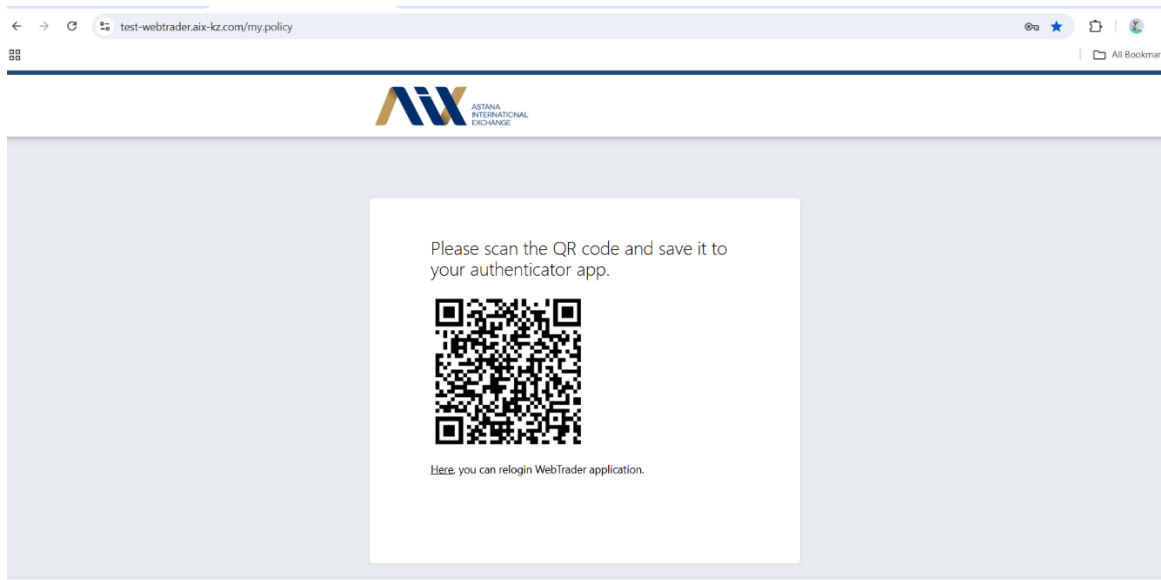 test-webtrader.aix-kz.com/my.policy
All Bookmar
AIX
ASTANA
INTERNATIONAL
EXCHANGE
Please scan the QR code and save it to
your authenticator app.
Here, you can relogin WebTrader application.